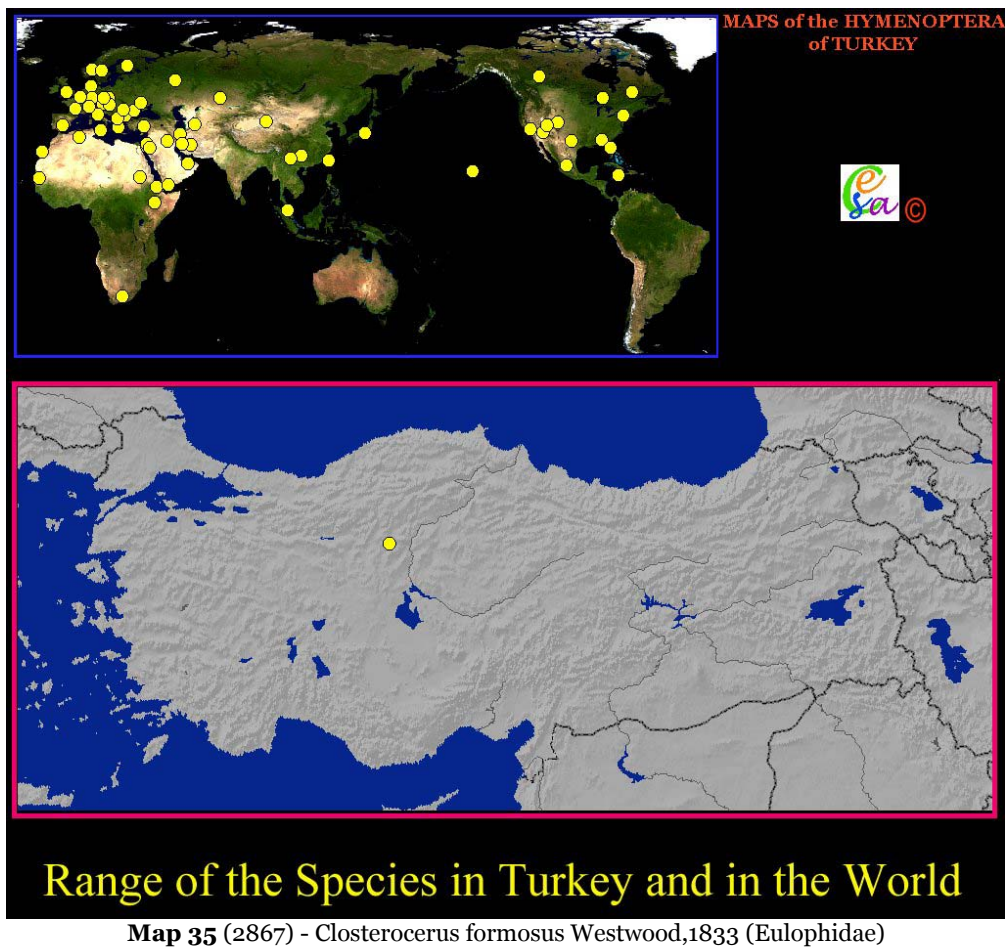 MAPS of the HYMENOPTERA
of TURKEY
esa ©
Range of the Species in Turkey and in the World
Map 35 (2867) - Closterocerus formosus Westwood,1833 (Eulophidae)